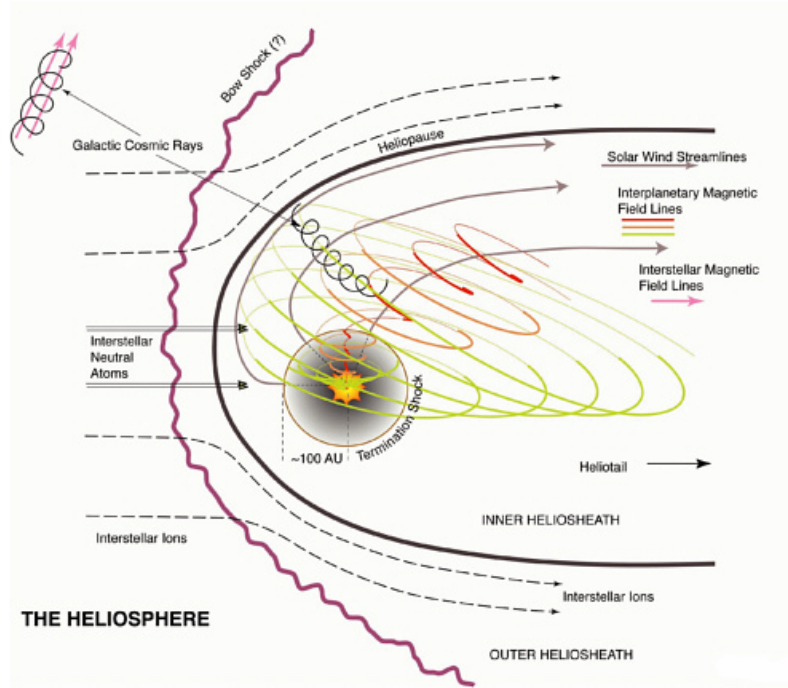 Bow Shock (?)
Galactic Cosmic Rays
Heliopause
Solar Wind Streamlines
Interplanetary Magnetic
Field Lines
Interstellar Magnetic
Field Lines
Interstellar
Neutral
Atoms
Termination Shock
~100 AU
Heliotail
INNER HELIOSHEATH
Interstellar Ions
Interstellar Ions
THE HELIOSPHERE
OUTER HELIOSHEATH